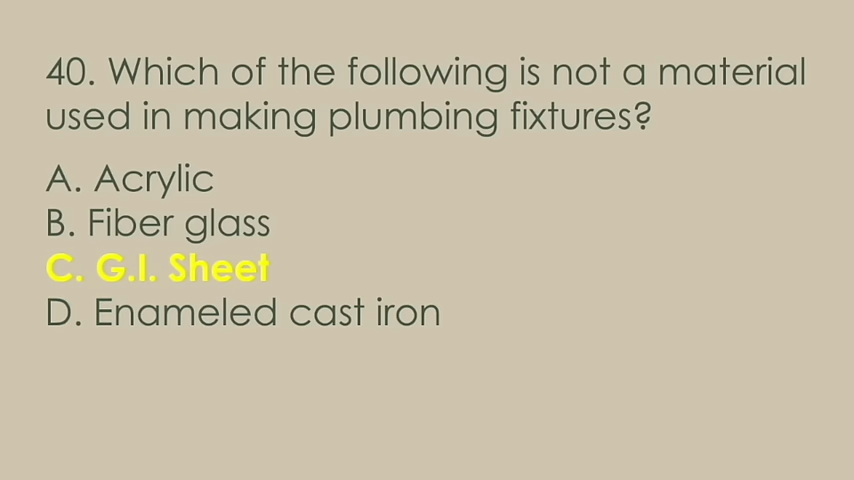 40. Which of the following is not a material
used in making plumbing fixtures?
A. Acrylic
B. Fiber glass
C. G.I. Sheet
D. Enameled cast iron